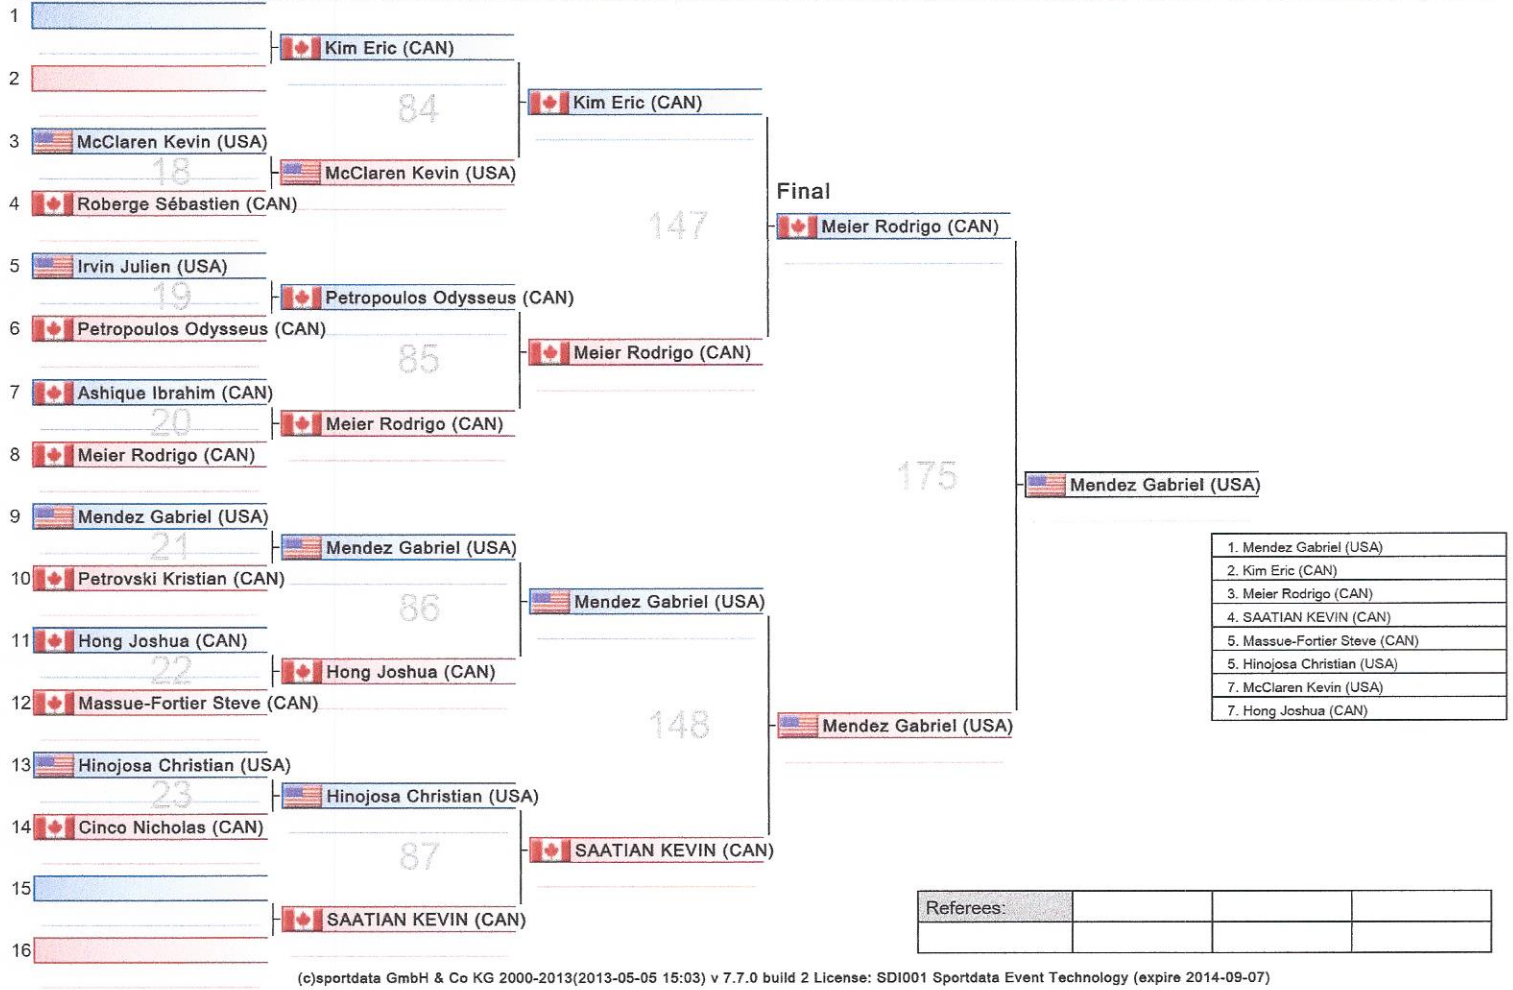 1
Kim Eric (CAN)
2
84
Kim Eric (CAN)
3 McClaren Kevin (USA)
18
McClaren Kevin (USA)
4 Roberge Sébastien (CAN)
147
Final
Meier Rodrigo (CAN)
5 Irvin Julien (USA)
19
Petropoulos Odysseus (CAN)
6 Petropoulos Odysseus (CAN)
85
Meier Rodrigo (CAN)
7 Ashique Ibrahim (CAN)
20
Meier Rodrigo (CAN)
8 Meier Rodrigo (CAN)
175
Mendez Gabriel (USA)
9 Mendez Gabriel (USA)
21
Mendez Gabriel (USA)
10 Petrovski Kristian (CAN)
86
Mendez Gabriel (USA)
11 Hong Joshua (CAN)
22
Hong Joshua (CAN)
12 Massue-Fortier Steve (CAN)
148
Mendez Gabriel (USA)
13 Hinojosa Christian (USA)
23
Hinojosa Christian (USA)
14 Cinco Nicholas (CAN)
87
SAATIAN KEVIN (CAN)
15
SAATIAN KEVIN (CAN)
16
1. Mendez Gabriel (USA)
2. Kim Eric (CAN)
3. Meier Rodrigo (CAN)
4. SAATIAN KEVIN (CAN)
5. Massue-Fortier Steve (CAN)
5. Hinojosa Christian (USA)
7. McClaren Kevin (USA)
7. Hong Joshua (CAN)
Referees:
(c)sportdata GmbH & Co KG 2000-2013(2013-05-05 15:03) v 7.7.0 build 2 License: SDI001 Sportdata Event Technology (expire 2014-09-07)